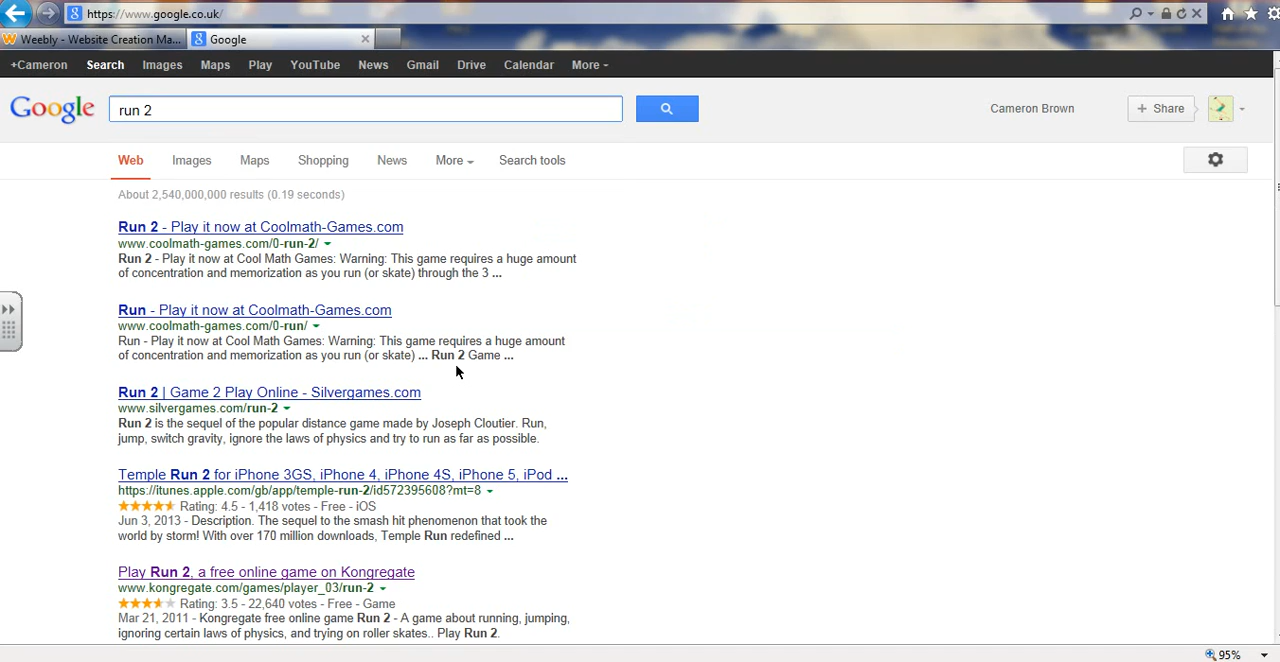 https://www.google.co.uk/
Weebly - Website Creation Ma...
Google
+Cameron Search Images Maps Play YouTube News Gmail Drive Calendar More
Google run 2 Cameron Brown + Share
Web Images Maps Shopping News More Search tools
About 2,540,000,000 results (0.19 seconds)
Run 2 - Play it now at Coolmath-Games.com
www.coolmath-games.com/0-run-2/
Run 2 - Play it now at Cool Math Games: Warning: This game requires a huge amount
of concentration and memorization as you run (or skate) through the 3 ...
Run - Play it now at Coolmath-Games.com
www.coolmath-games.com/0-run/
Run - Play it now at Cool Math Games: Warning: This game requires a huge amount
of concentration and memorization as you run (or skate) ... Run 2 Game ...
Run 2 | Game 2 Play Online - Silvergames.com
www.silvergames.com/run-2
Run 2 is the sequel of the popular distance game made by Joseph Cloutier. Run,
jump, switch gravity, ignore the laws of physics and try to run as far as possible.
Temple Run 2 for iPhone 3GS, iPhone 4, iPhone 4S, iPhone 5, iPod ...
https://itunes.apple.com/gb/app/temple-run-2/id572395608?mt=8
Rating: 4.5 - 1,418 votes - Free - iOS
Jun 3, 2013 - Description. The sequel to the smash hit phenomenon that took the
world by storm! With over 170 million downloads, Temple Run redefined ...
Play Run 2, a free online game on Kongregate
www.kongregate.com/games/player_03/run-2
Rating: 3.5 - 22,640 votes - Free - Game
Mar 21, 2011 - Kongregate free online game Run 2 - A game about running, jumping,
ignoring certain laws of physics, and trying on roller skates.. Play Run 2.
95%